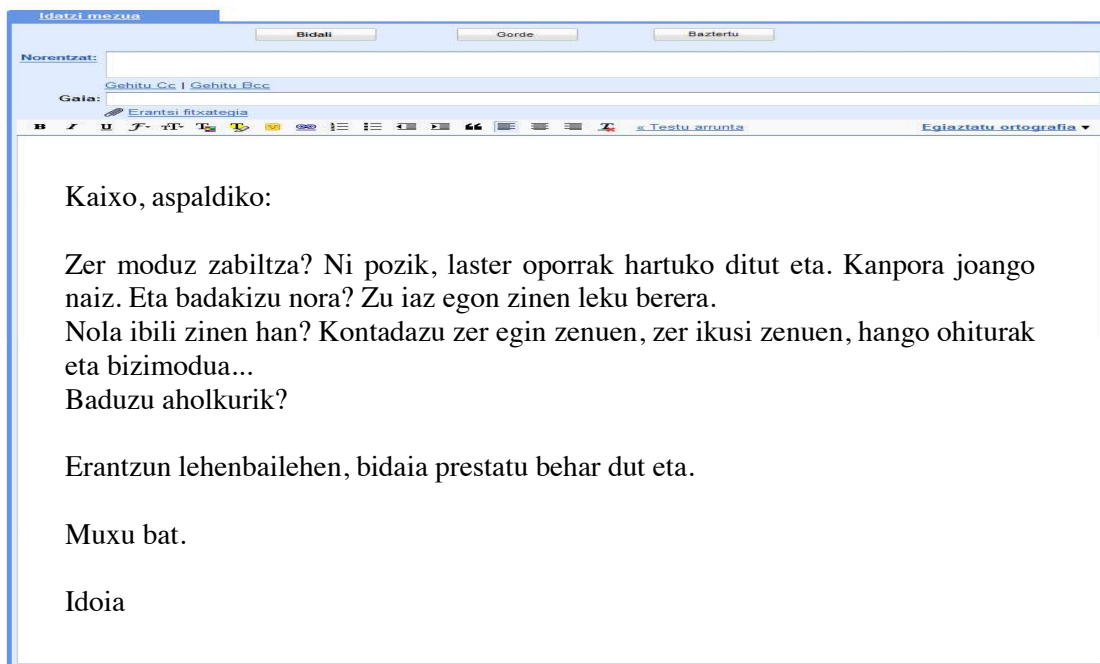 Idatzi mezua
Bidali Gorde Baztertu
Norentzat:
Gehitu Cc | Gehitu Bcc
Gaia:
Erantsi fitxategia
« Testu arrunta Egiaztatu ortografia
Kaixo, aspaldiko:
Zer moduz zabiltza? Ni pozik, laster oporrak hartuko ditut eta. Kanpora joango
naiz. Eta badakizu nora? Zu iaz egon zinen leku berera.
Nola ibili zinen han? Kontadazu zer egin zenuen, zer ikusi zenuen, hango ohiturak
eta bizimodua...
Baduzu aholkurik?
Erantzun lehenbailehen, bidaia prestatu behar dut eta.
Muxu bat.
Idoia